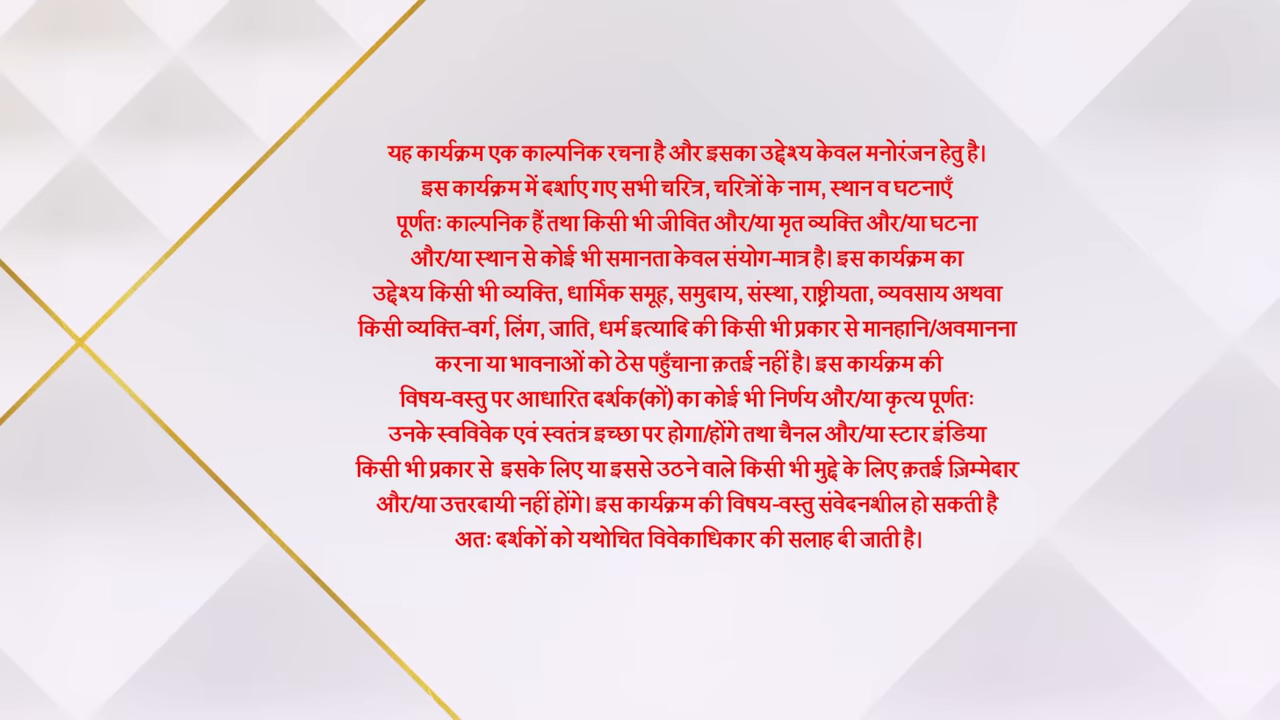 यह कार्यक्रम एक काल्पनिक रचना है और इसका उद्देश्य केवल मनोरंजन हेतु है।
इस कार्यक्रम में दर्शाए गए सभी चरित्र, चरित्रों के नाम, स्थान व घटनाएँ
पूर्णतः काल्पनिक हैं तथा किसी भी जीवित और/या मृत व्यक्ति और/या घटना
और/या स्थान से कोई भी समानता केवल संयोग-मात्र है। इस कार्यक्रम का
उद्देश्य किसी भी व्यक्ति, धार्मिक समूह, समुदाय, संस्था, राष्ट्रीयता, व्यवसाय अथवा
किसी व्यक्ति-वर्ग, लिंग, जाति, धर्म इत्यादि की किसी भी प्रकार से मानहानि/अवमानना
करना या भावनाओं को ठेस पहुँचाना क़तई नहीं है। इस कार्यक्रम की
विषय-वस्तु पर आधारित दर्शक(कों) का कोई भी निर्णय और/या कृत्य पूर्णतः
उनके स्वविवेक एवं स्वतंत्र इच्छा पर होगा/होंगे तथा चैनल और/या स्टार इंडिया
किसी भी प्रकार से इसके लिए या इससे उठने वाले किसी भी मुद्दे के लिए क़तई ज़िम्मेदार
और/या उत्तरदायी नहीं होंगे। इस कार्यक्रम की विषय-वस्तु संवेदनशील हो सकती है
अतः दर्शकों को यथोचित विवेकाधिकार की सलाह दी जाती है।